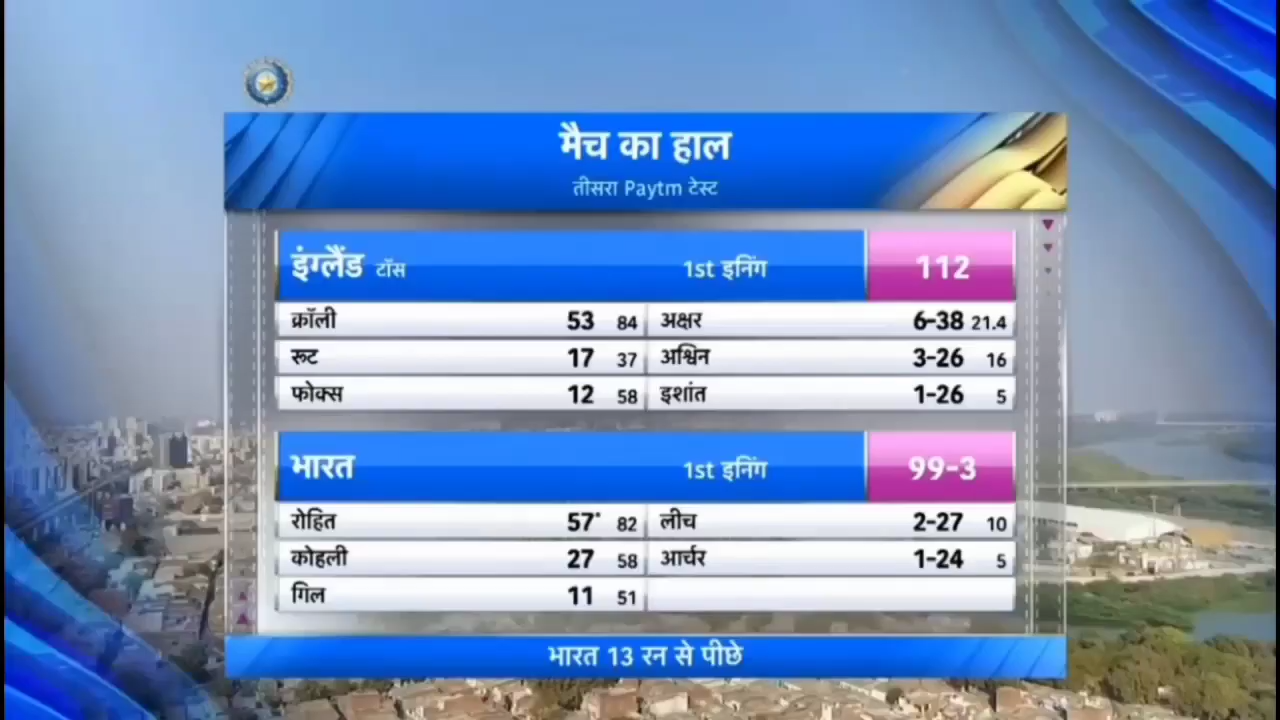 मैच का हाल
तीसरा Paytm टेस्ट
इंग्लैंड टॉस 1st इनिंग 112
क्रॉली 53 84 अक्षर 6-38 21.4
रूट 17 37 अश्विन 3-26 16
फोक्स 12 58 इशांत 1-26 5
भारत 1st इनिंग 99-3
रोहित 57* 82 लीच 2-27 10
कोहली 27 58 आर्चर 1-24 5
गिल 11 51
भारत 13 रन से पीछे